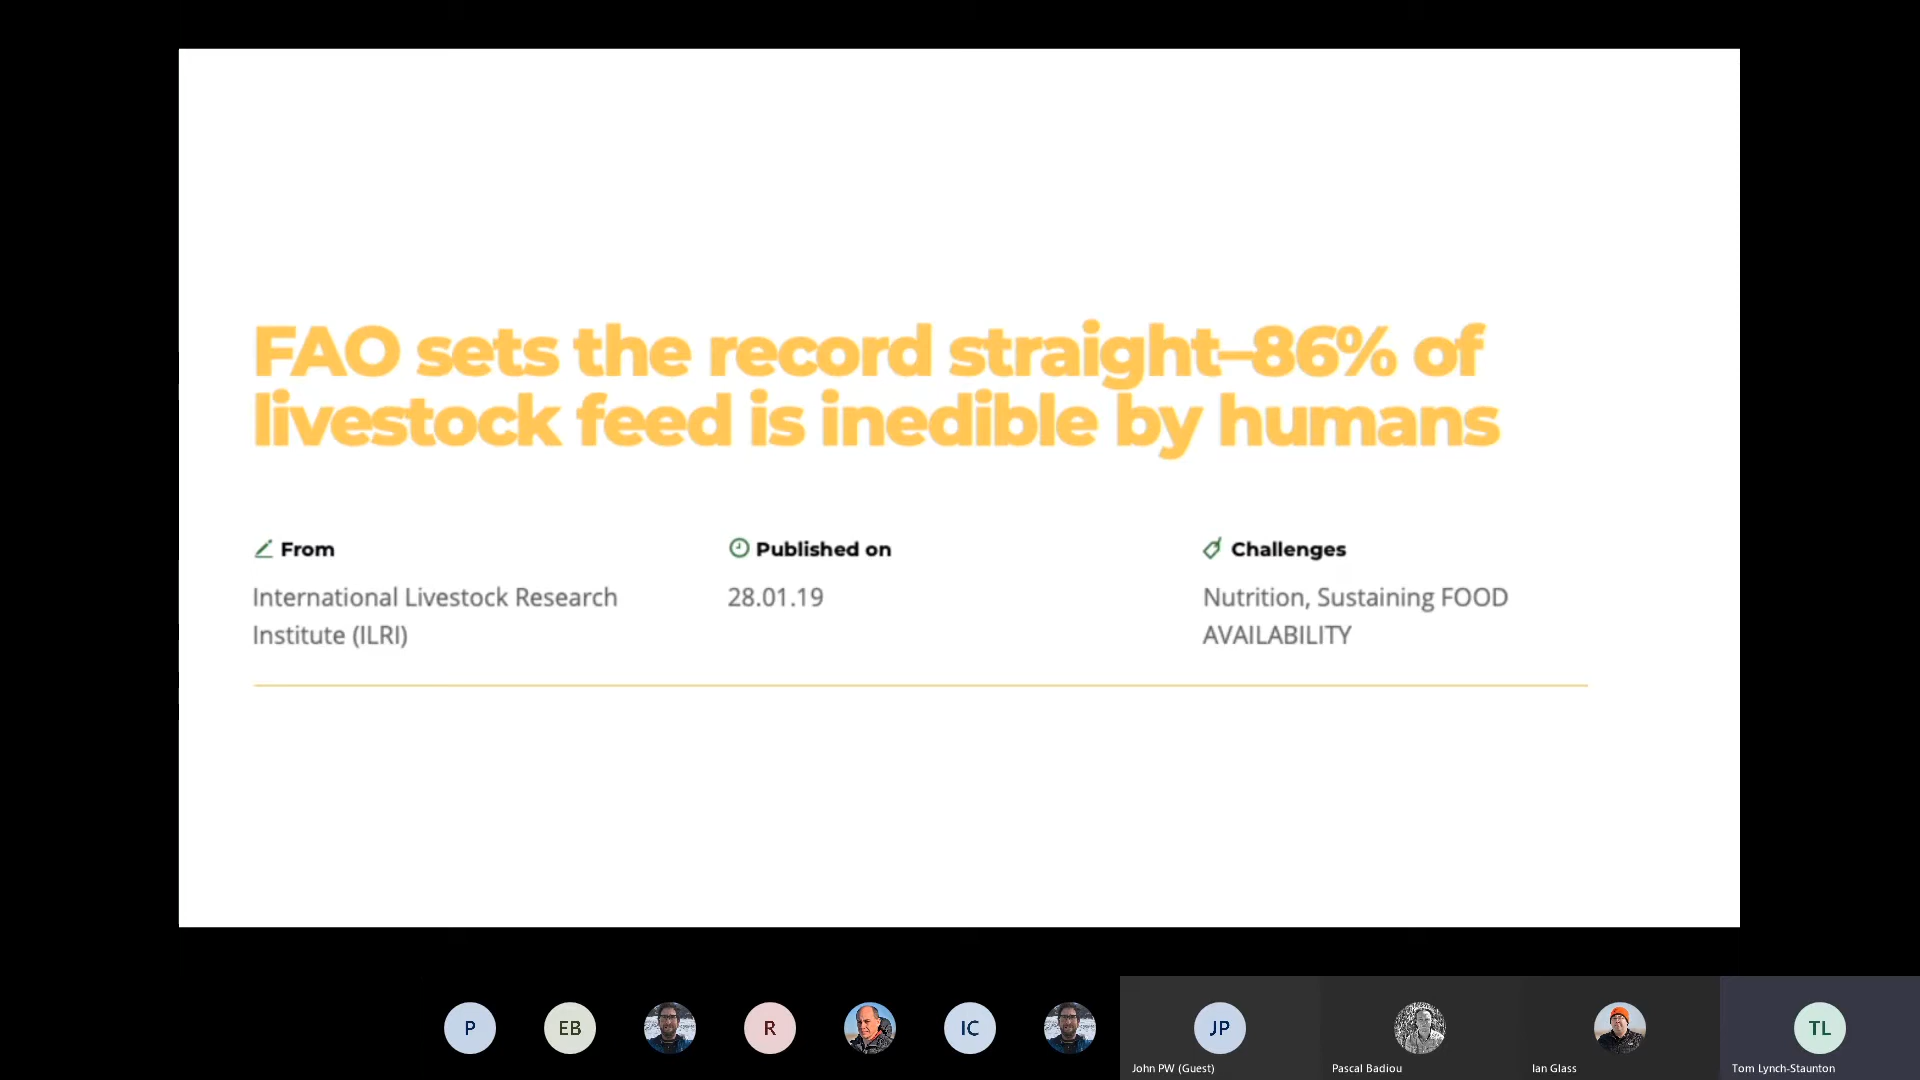 FAO sets the record straight–86% of
livestock feed is inedible by humans
From
Published on
Challenges
International Livestock Research
Institute (ILRI)
28.01.19
Nutrition, Sustaining FOOD
AVAILABILITY
P
EB
R
IC
JP
TL
John PW (Guest)
Pascal Badiou
Ian Glass
Tom Lynch-Staunton